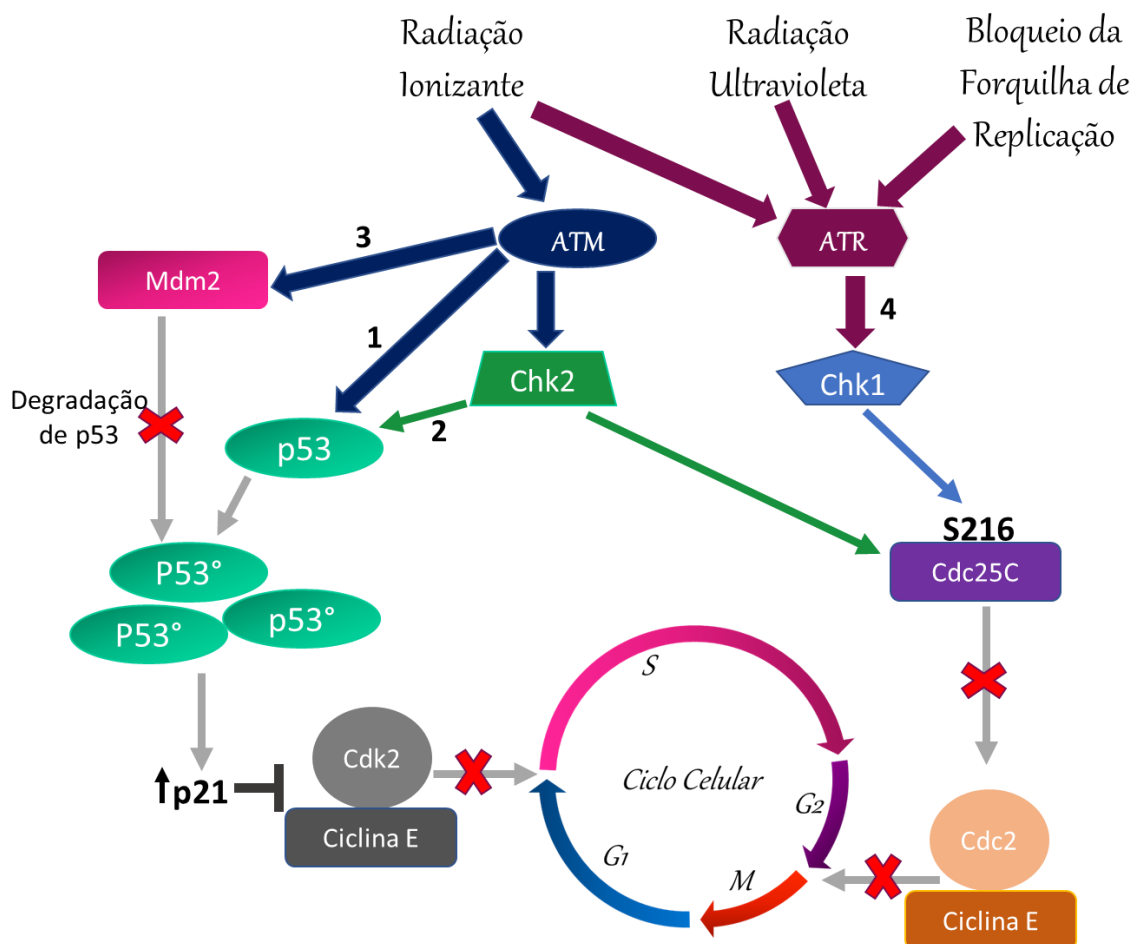 Radiação
Ionizante
Radiação
Ultravioleta
Bloqueio da
Forquilha de
Replicação
ATM
ATR
3
Mdm2
1
4
Chk2
Chk1
Degradação
de p53
2
p53
S216
Cdc25C
P53°
P53°
p53°
S
Cdk2
Ciclo Celular
p21
G2
Ciclina E
G1
M
Cdc2
Ciclina E